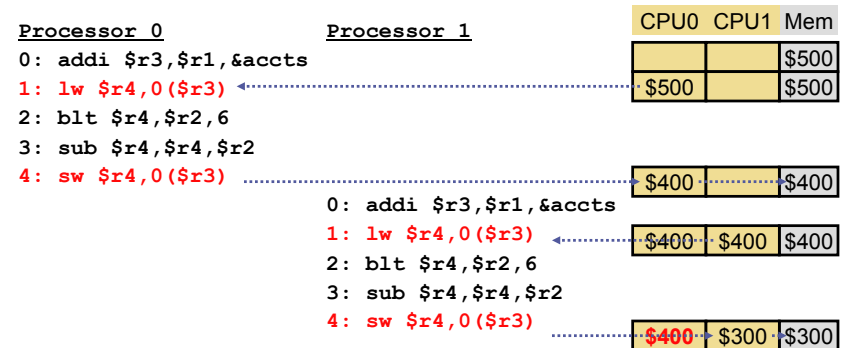 Processor 0 Processor 1 CPU0 CPU1 Mem
0: addi $r3,$r1,&accts $500
1: lw $r4,0($r3) $500 $500
2: blt $r4,$r2,6
3: sub $r4,$r4,$r2
4: sw $r4,0($r3) $400 $400
0: addi $r3,$r1,&accts
1: lw $r4,0($r3) $400 $400 $400
2: blt $r4,$r2,6
3: sub $r4,$r4,$r2
4: sw $r4,0($r3) $400 $300 $300